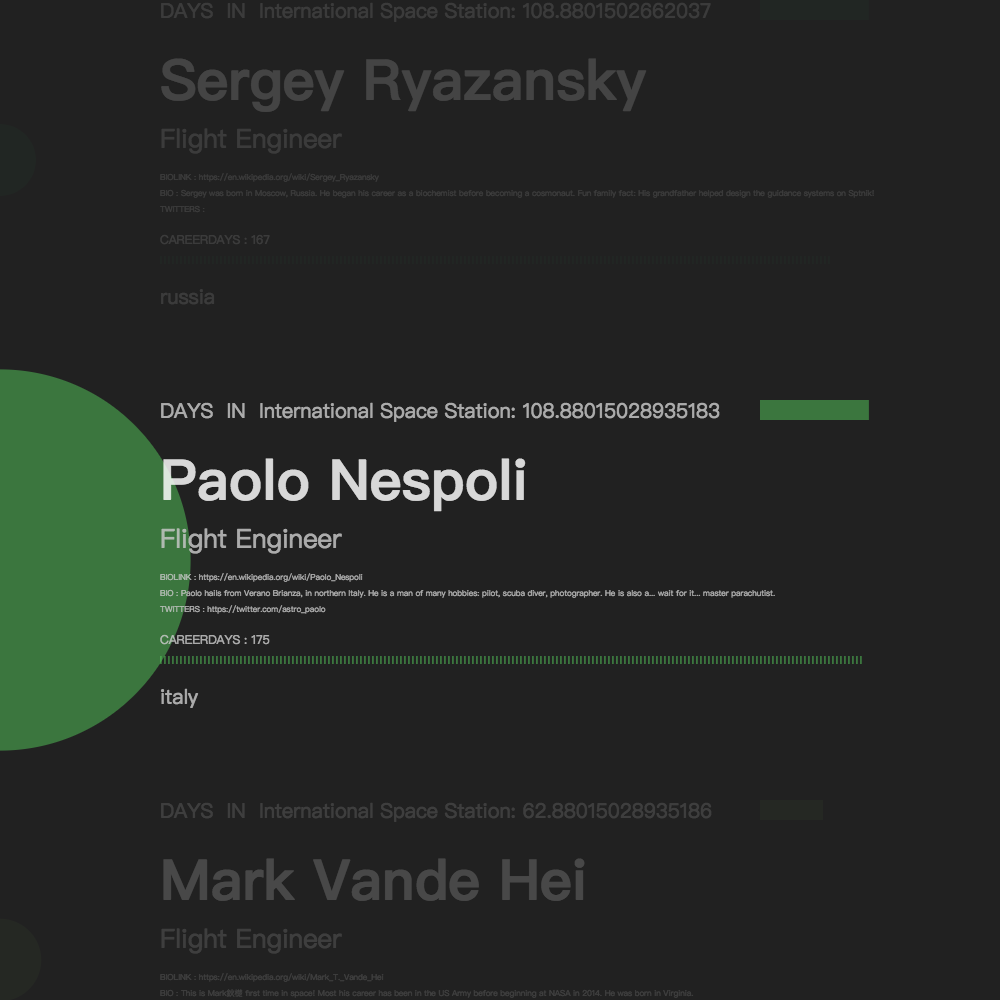 DAYS IN International Space Station: 108.8801502662037
Sergey Ryazansky
Flight Engineer
BIOLINK : https://en.wikipedia.org/wiki/Sergey_Ryazansky
BIO : Sergey was born in Moscow, Russia. He began his career as a biochemist before becoming a cosmonaut. Fun family fact: His grandfather helped design the guidance systems on Sptnik!
TWITTERS :
CAREERDAYS : 167
russia
DAYS IN International Space Station: 108.88015028935183
Paolo Nespoli
Flight Engineer
BIOLINK : https://en.wikipedia.org/wiki/Paolo_Nespoli
BIO : Paolo hails from Verano Brianza, in northern Italy. He is a man of many hobbies: pilot, scuba diver, photographer. He is also a... wait for it... master parachutist.
TWITTERS : https://twitter.com/astro_paolo
CAREERDAYS : 175
italy
DAYS IN International Space Station: 62.88015028935186
Mark Vande Hei
Flight Engineer
BIOLINK : https://en.wikipedia.org/wiki/Mark_T._Vande_Hei
BIO : This is Mark first time in space! Most his career has been in the US Army before beginning at NASA in 2014. He was born in Virginia.